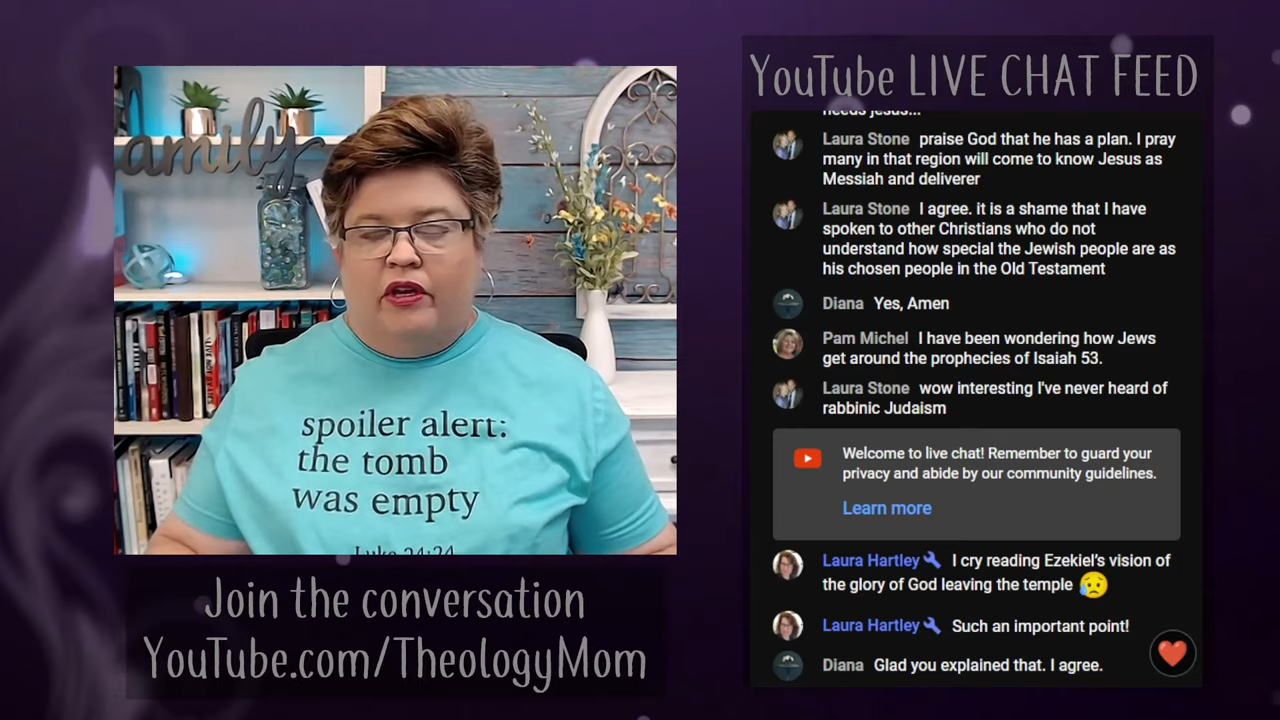 family
spoiler alert:
the tomb
was empty
Luke 24:24
Join the conversation
YouTube.com/TheologyMom
YouTube LIVE CHAT FEED
needs jesus...
Laura Stone praise God that he has a plan. I pray
many in that region will come to know Jesus as
Messiah and deliverer
Laura Stone I agree. it is a shame that I have
spoken to other Christians who do not
understand how special the Jewish people are as
his chosen people in the Old Testament
Diana Yes, Amen
Pam Michel I have been wondering how Jews
get around the prophecies of Isaiah 53.
Laura Stone wow interesting I've never heard of
rabbinic Judaism
Welcome to live chat! Remember to guard your
privacy and abide by our community guidelines.
Learn more
Laura Hartley I cry reading Ezekiel’s vision of
the glory of God leaving the temple 😥
Laura Hartley Such an important point!
Diana Glad you explained that. I agree.